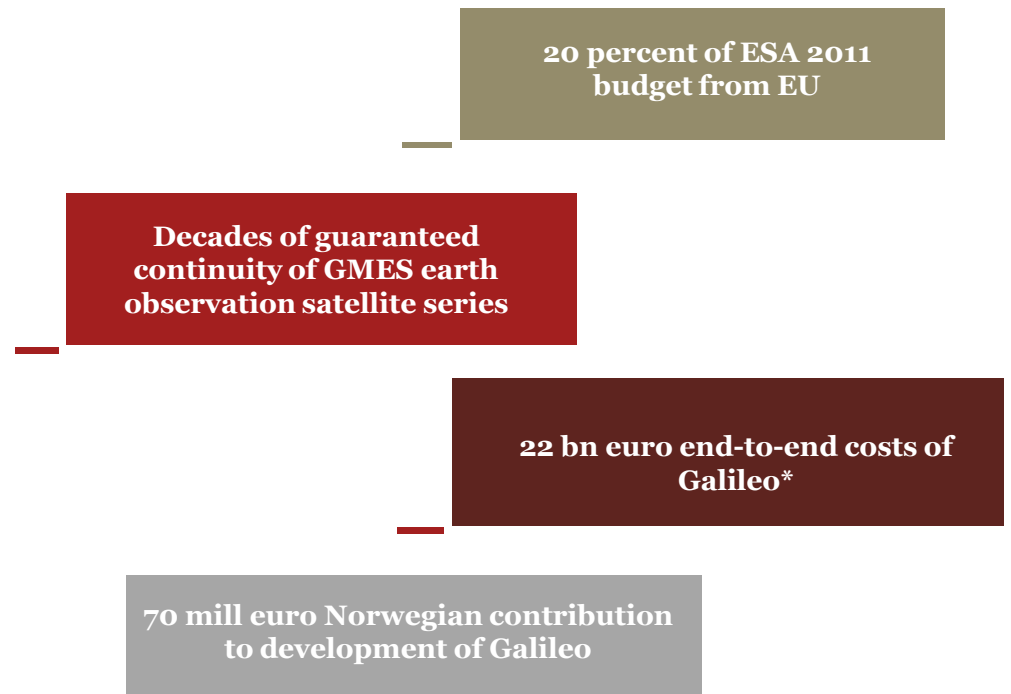 20 percent of ESA 2011
budget from EU
Decades of guaranteed
continuity of GMES earth
observation satellite series
22 bn euro end-to-end costs of
Galileo*
70 mill euro Norwegian contribution
to development of Galileo